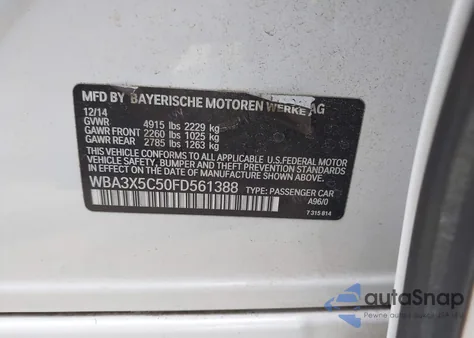 MFD BY BAYERISCHE MOTOREN WERKE AG
12/14
GVWR 4915 lbs 2229 kg
GAWR FRONT 2260 lbs 1025 kg
GAWR REAR 2785 lbs 1263 kg
THIS VEHICLE CONFORMS TO ALL APPLICABLE U.S.FEDERAL MOTOR
VEHICLE SAFETY, BUMPER, AND THEFT PREVENTION STANDARDS
IN EFFECT ON THE DATE OF MANUFACTURE SHOWN ABOVE.
WBA3X5C50FD561388 TYPE: PASSENGER CAR
A96/0
7 315 814
autoSnap
Pewne auta z USA